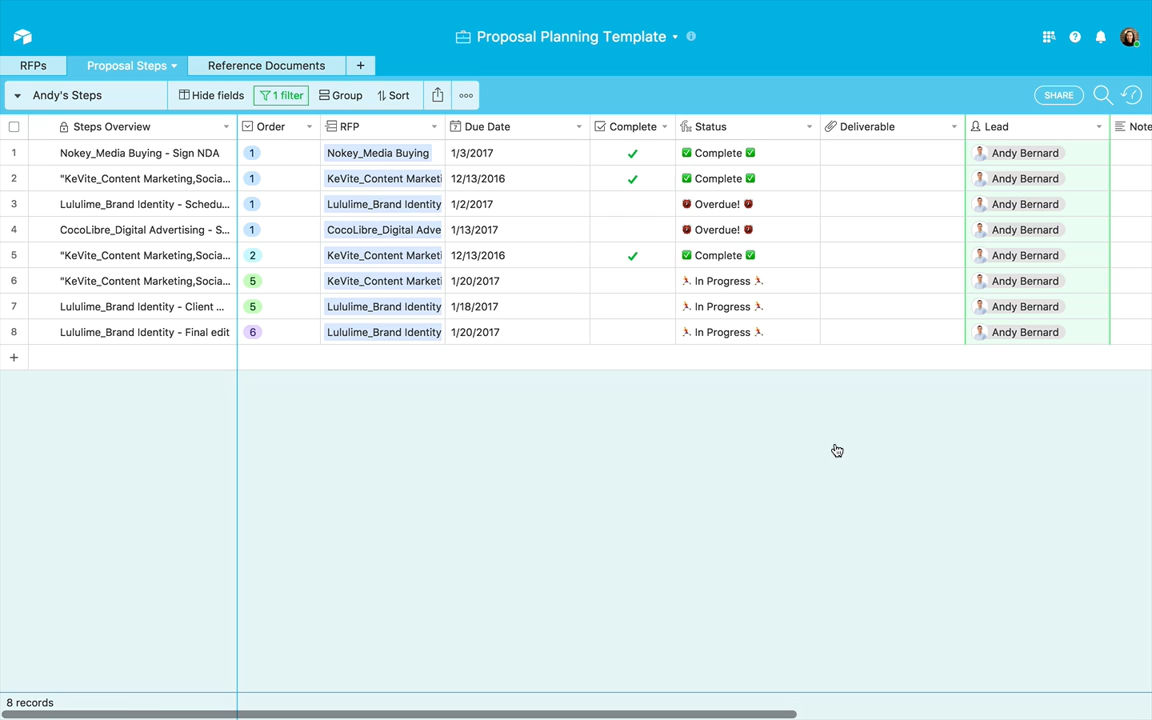 Proposal Planning Template
RFPs Proposal Steps Reference Documents +
Andy's Steps Hide fields 1 filter Group Sort SHARE
Steps Overview Order RFP Due Date Complete Status Deliverable Lead Note
1 Nokey_Media Buying - Sign NDA 1 Nokey_Media Buying 1/3/2017 ✓ ✅ Complete ✅ Andy Bernard
2 "KeVite_Content Marketing,Socia... 1 KeVite_Content Marketi 12/13/2016 ✓ ✅ Complete ✅ Andy Bernard
3 Lululime_Brand Identity - Schedu... 1 Lululime_Brand Identity 1/2/2017 Overdue! Andy Bernard
4 CocoLibre_Digital Advertising - S... 1 CocoLibre_Digital Adve 1/13/2017 Overdue! Andy Bernard
5 "KeVite_Content Marketing,Socia... 2 KeVite_Content Marketi 12/13/2016 ✓ ✅ Complete ✅ Andy Bernard
6 "KeVite_Content Marketing,Socia... 5 KeVite_Content Marketi 1/20/2017 In Progress Andy Bernard
7 Lululime_Brand Identity - Client ... 5 Lululime_Brand Identity 1/18/2017 In Progress Andy Bernard
8 Lululime_Brand Identity - Final edit 6 Lululime_Brand Identity 1/20/2017 In Progress Andy Bernard
+
8 records